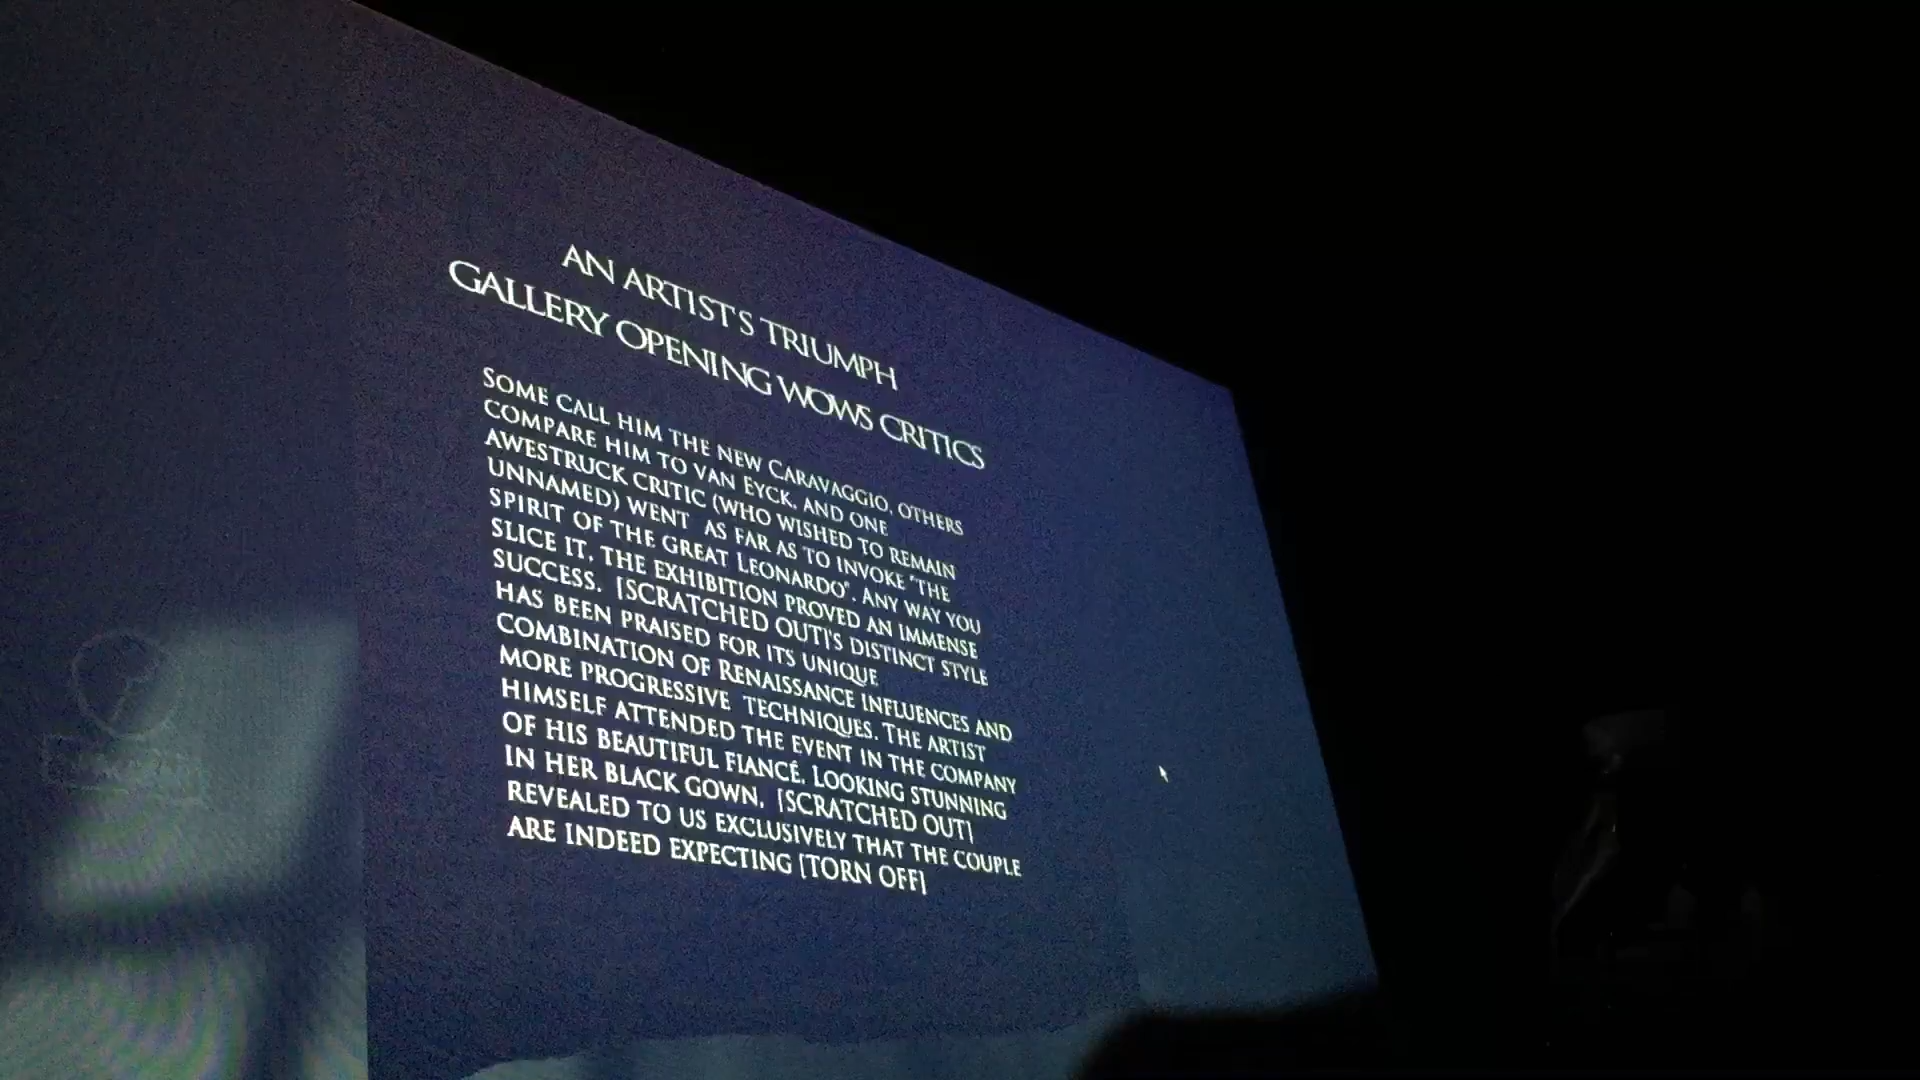 AN ARTIST'S TRIUMPH
GALLERY OPENING WOWS CRITICS
SOME CALL HIM THE NEW CARAVAGGIO, OTHERS
COMPARE HIM TO VAN EYCK, AND ONE
AWESTRUCK CRITIC (WHO WISHED TO REMAIN
UNNAMED) WENT AS FAR AS TO INVOKE "THE
SPIRIT OF THE GREAT LEONARDO". ANY WAY YOU
SLICE IT, THE EXHIBITION PROVED AN IMMENSE
SUCCESS. [SCRATCHED OUT]'S DISTINCT STYLE
HAS BEEN PRAISED FOR ITS UNIQUE
COMBINATION OF RENAISSANCE INFLUENCES AND
MORE PROGRESSIVE TECHNIQUES. THE ARTIST
HIMSELF ATTENDED THE EVENT IN THE COMPANY
OF HIS BEAUTIFUL FIANCÉ. LOOKING STUNNING
IN HER BLACK GOWN, [SCRATCHED OUT]
REVEALED TO US EXCLUSIVELY THAT THE COUPLE
ARE INDEED EXPECTING [TORN OFF]